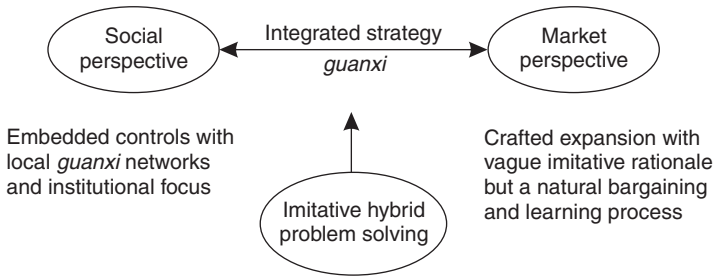 Social
perspective
Integrated strategy
guanxi
Market
perspective
Embedded controls with
local guanxi networks
and institutional focus
Crafted expansion with
vague imitative rationale
but a natural bargaining
and learning process
Imitative hybrid
problem solving